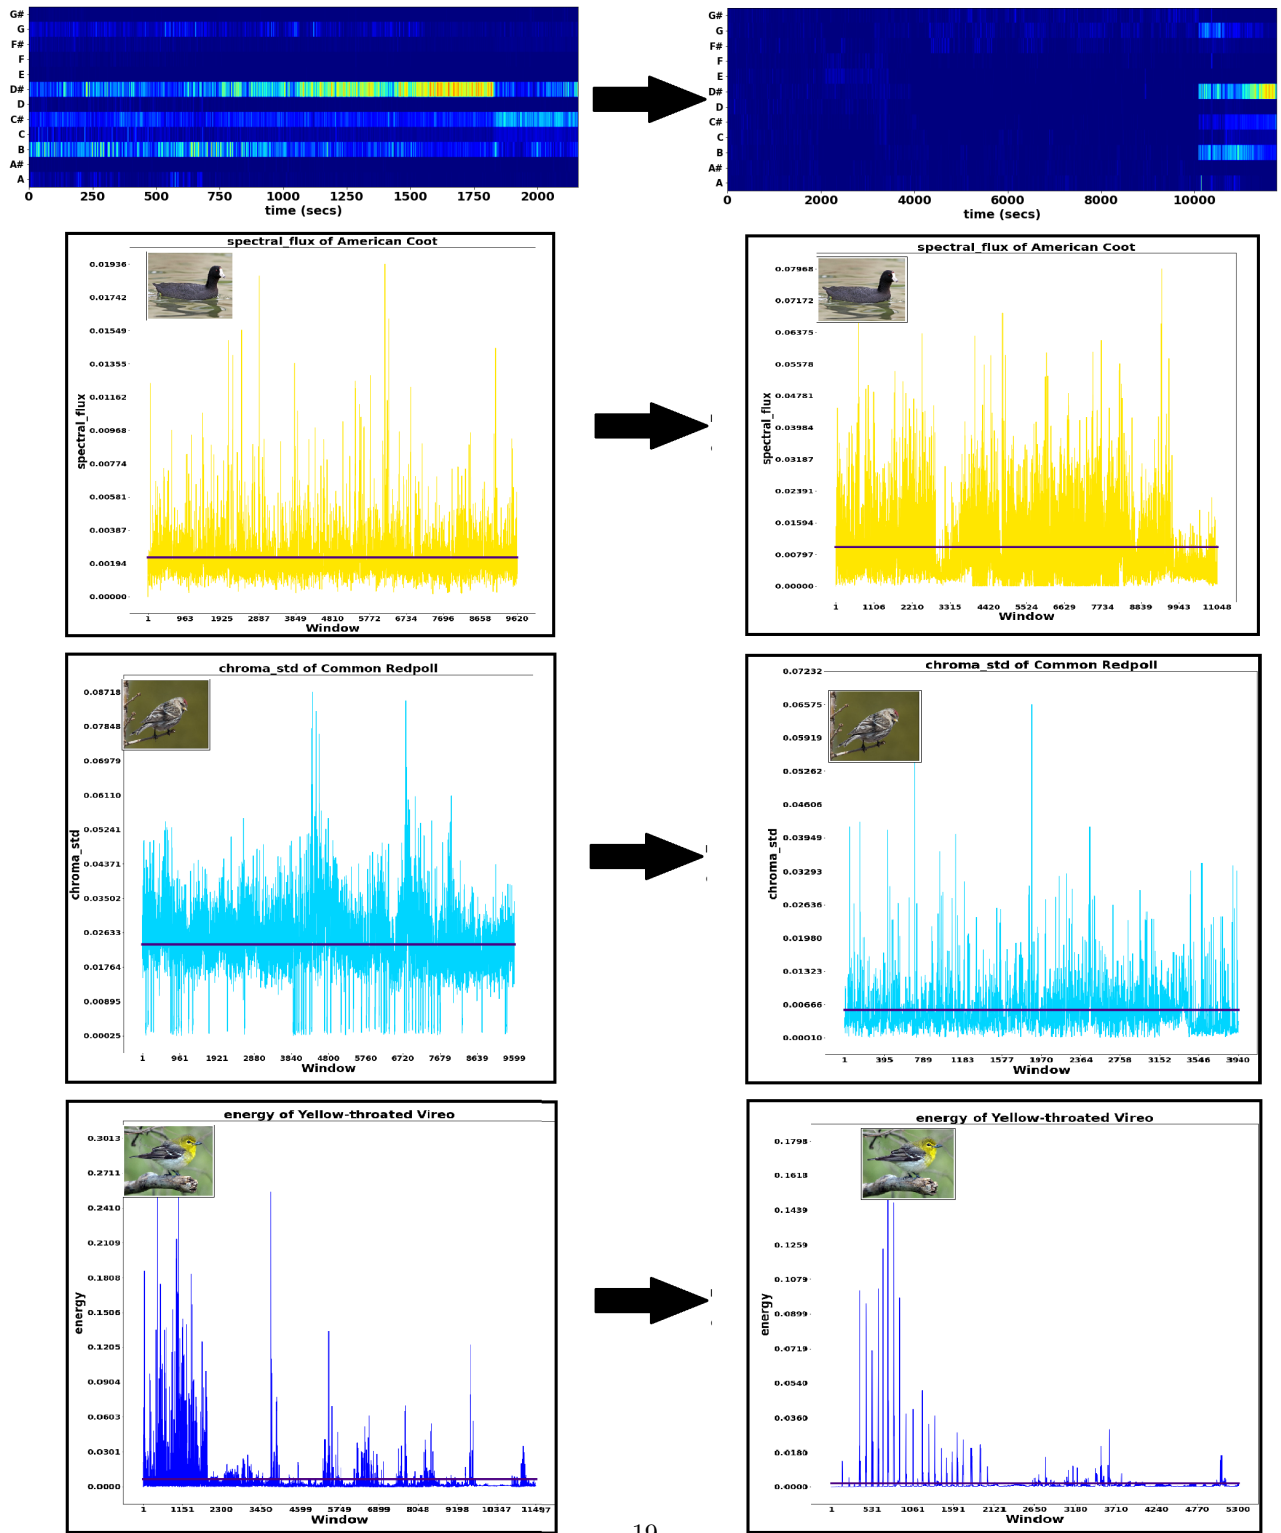 G#
G
F#
F
E
D#
D
C#
C
B
A#
A
0 250 500 750 1000 1250 1500 1750 2000
time (secs)
G#
G
F#
F
E
D#
D
C#
C
B
A#
A
0 2000 4000 6000 8000 10000
time (secs)
spectral_flux of American Coot
0.01936
0.01742
0.01549
0.01355
0.01162
0.00968
0.00774
0.00581
0.00387
0.00194
0.00000
spectral_flux
1 963 1925 2887 3849 4810 5772 6734 7696 8658 9620
Window
spectral_flux of American Coot
0.07968
0.07172
0.06375
0.05578
0.04781
0.03984
0.03187
0.02391
0.01594
0.00797
0.00000
spectral_flux
1 1106 2210 3315 4420 5524 6629 7734 8839 9943 11048
Window
chroma_std of Common Redpoll
0.08718
0.07848
0.06979
0.06110
0.05241
0.04371
0.03502
0.02633
0.01764
0.00895
0.00025
chroma_std
1 961 1921 2880 3840 4800 5760 6720 7679 8639 9599
Window
chroma_std of Common Redpoll
0.07232
0.06575
0.05919
0.05262
0.04606
0.03949
0.03293
0.02636
0.01980
0.01323
0.00666
0.00010
chroma_std
1 395 789 1183 1577 1970 2364 2758 3152 3546 3940
Window
energy of Yellow-throated Vireo
0.3013
0.2711
0.2410
0.2109
0.1808
0.1506
0.1205
0.0904
0.0603
0.0301
0.0000
energy
1 1151 2300 3450 4599 5749 6899 8048 9198 10347 11497
Window
energy of Yellow-throated Vireo
0.1798
0.1618
0.1439
0.1259
0.1079
0.0899
0.0719
0.0540
0.0360
0.0180
0.0000
energy
1 531 1061 1591 2121 2650 3180 3710 4240 4770 5300
Window
19